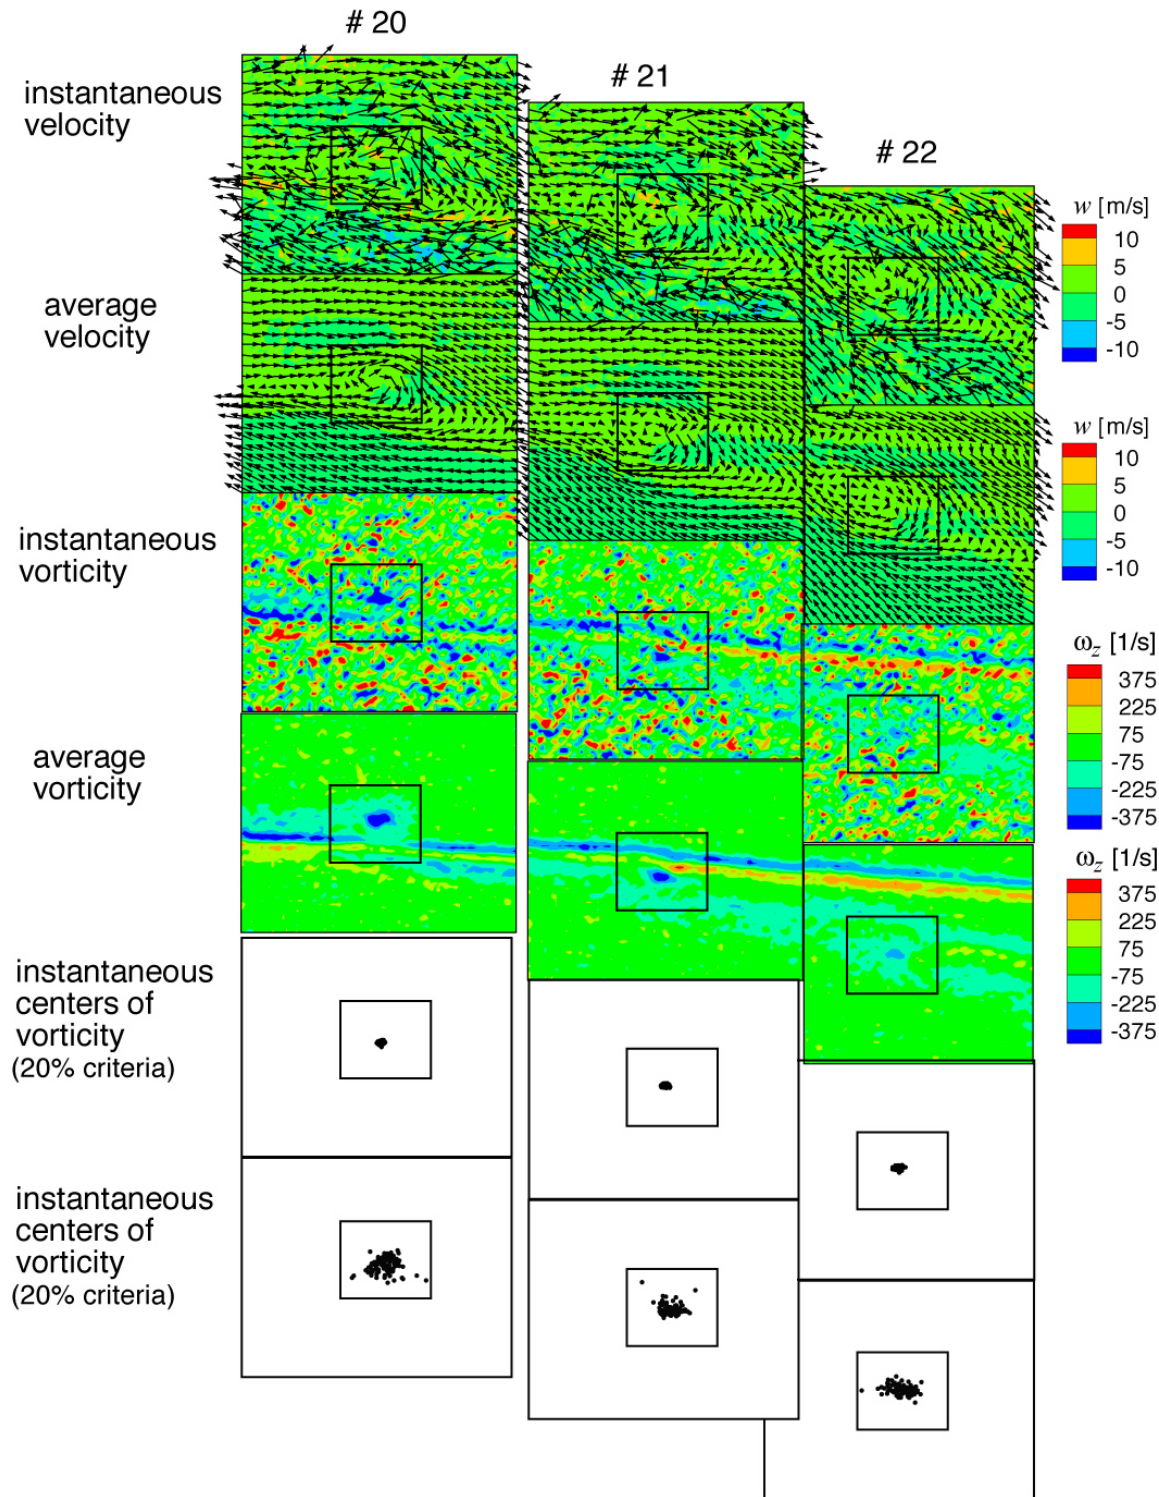 # 20
# 21
# 22
instantaneous
velocity
average
velocity
instantaneous
vorticity
average
vorticity
instantaneous
centers of
vorticity
(20% criteria)
instantaneous
centers of
vorticity
(20% criteria)
w [m/s]
10
5
0
-5
-10
w [m/s]
10
5
0
-5
-10
ωz [1/s]
375
225
75
-75
-225
-375
ωz [1/s]
375
225
75
-75
-225
-375